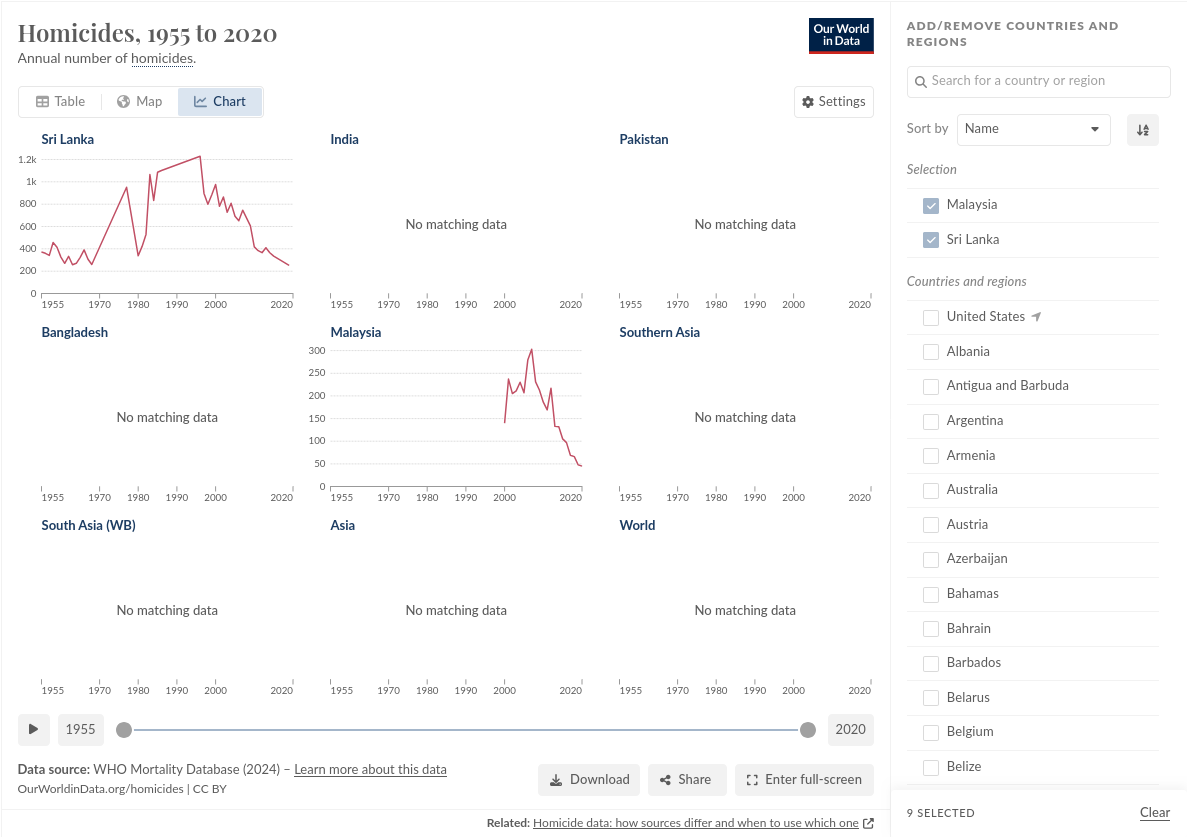 Homicides, 1955 to 2020
Annual number of homicides.
Our World
in Data
Table
Map
Chart
Settings
Sri Lanka
1.2k
1k
800
600
400
200
0
1955 1970 1980 1990 2000 2020
India
No matching data
1955 1970 1980 1990 2000 2020
Pakistan
No matching data
1955 1970 1980 1990 2000 2020
Bangladesh
No matching data
1955 1970 1980 1990 2000 2020
Malaysia
300
250
200
150
100
50
0
1955 1970 1980 1990 2000 2020
Southern Asia
No matching data
1955 1970 1980 1990 2000 2020
South Asia (WB)
No matching data
1955 1970 1980 1990 2000 2020
Asia
No matching data
1955 1970 1980 1990 2000 2020
World
No matching data
1955 1970 1980 1990 2000 2020
1955
2020
Data source: WHO Mortality Database (2024) – Learn more about this data
OurWorldinData.org/homicides | CC BY
Download
Share
Enter full-screen
Related: Homicide data: how sources differ and when to use which one
ADD/REMOVE COUNTRIES AND
REGIONS
Search for a country or region
Sort by Name
Selection
Malaysia
Sri Lanka
Countries and regions
United States
Albania
Antigua and Barbuda
Argentina
Armenia
Australia
Austria
Azerbaijan
Bahamas
Bahrain
Barbados
Belarus
Belgium
Belize
9 SELECTED
Clear